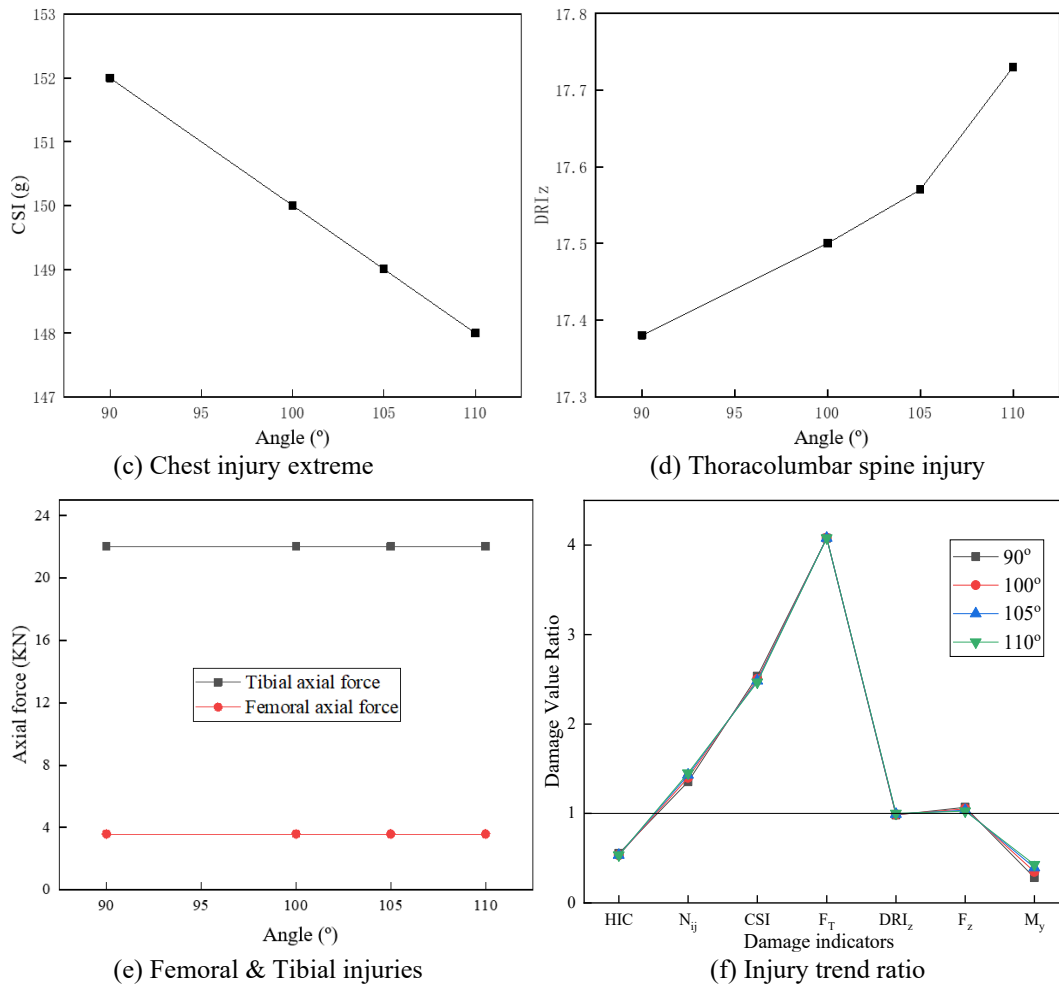 153
152
151
150
149
148
147
CSI (g)
90
95
100
105
110
Angle (º)
(c) Chest injury extreme
17.8
17.7
17.6
17.5
17.4
17.3
DRIz
90
95
100
105
110
Angle (º)
(d) Thoracolumbar spine injury
24
20
16
12
8
4
0
Axial force (KN)
Tibial axial force
Femoral axial force
90
95
100
105
110
Angle (º)
(e) Femoral & Tibial injuries
4
3
2
1
0
Damage Value Ratio
90º
100º
105º
110º
HIC
Nij
CSI
FT
DRIz
Fz
My
Damage indicators
(f) Injury trend ratio